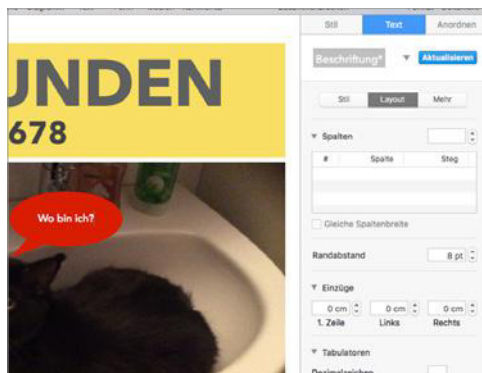 Stil Text Anordnen
UNDEN
678
Wo bin ich?
Beschriftung* Aktualisieren
Stil Layout Mehr
Spalten
# Spalte Steg
Gleiche Spaltenbreite
Randabstand 8 pt
Einzüge
0 cm 0 cm 0 cm
1. Zeile Links Rechts
Tabulatoren
Dezimalzeichen